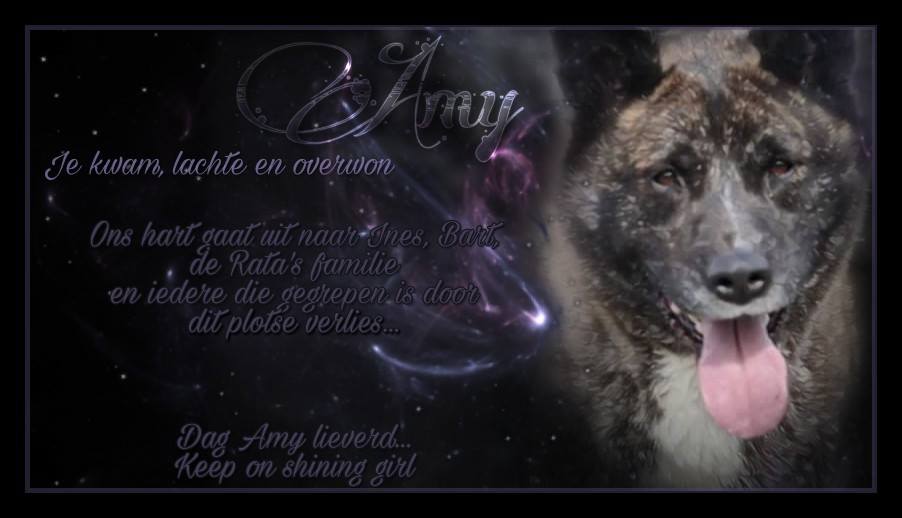 Amy
Je kwam, lachte en overwon
Ons hart gaat uit naar Ines, Bart,
de Rata's familie
en iedere die gegrepen is door
dit plotse verlies...
Dag Amy lieverd...
Keep on shining girl